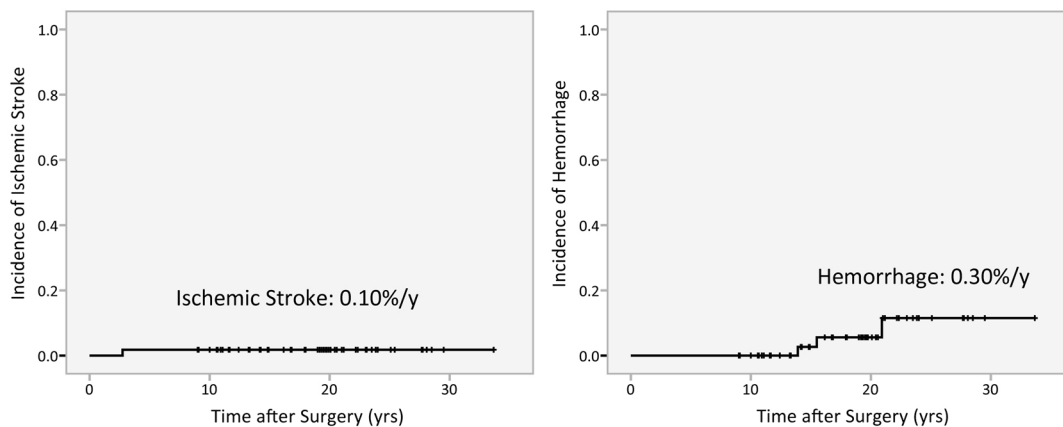 Incidence of Ischemic Stroke
1.0
0.8
0.6
0.4
0.2
0.0
Ischemic Stroke: 0.10%/y
0 10 20 30
Time after Surgery (yrs)
Incidence of Hemorrhage
1.0
0.8
0.6
0.4
0.2
0.0
Hemorrhage: 0.30%/y
0 10 20 30
Time after Surgery (yrs)